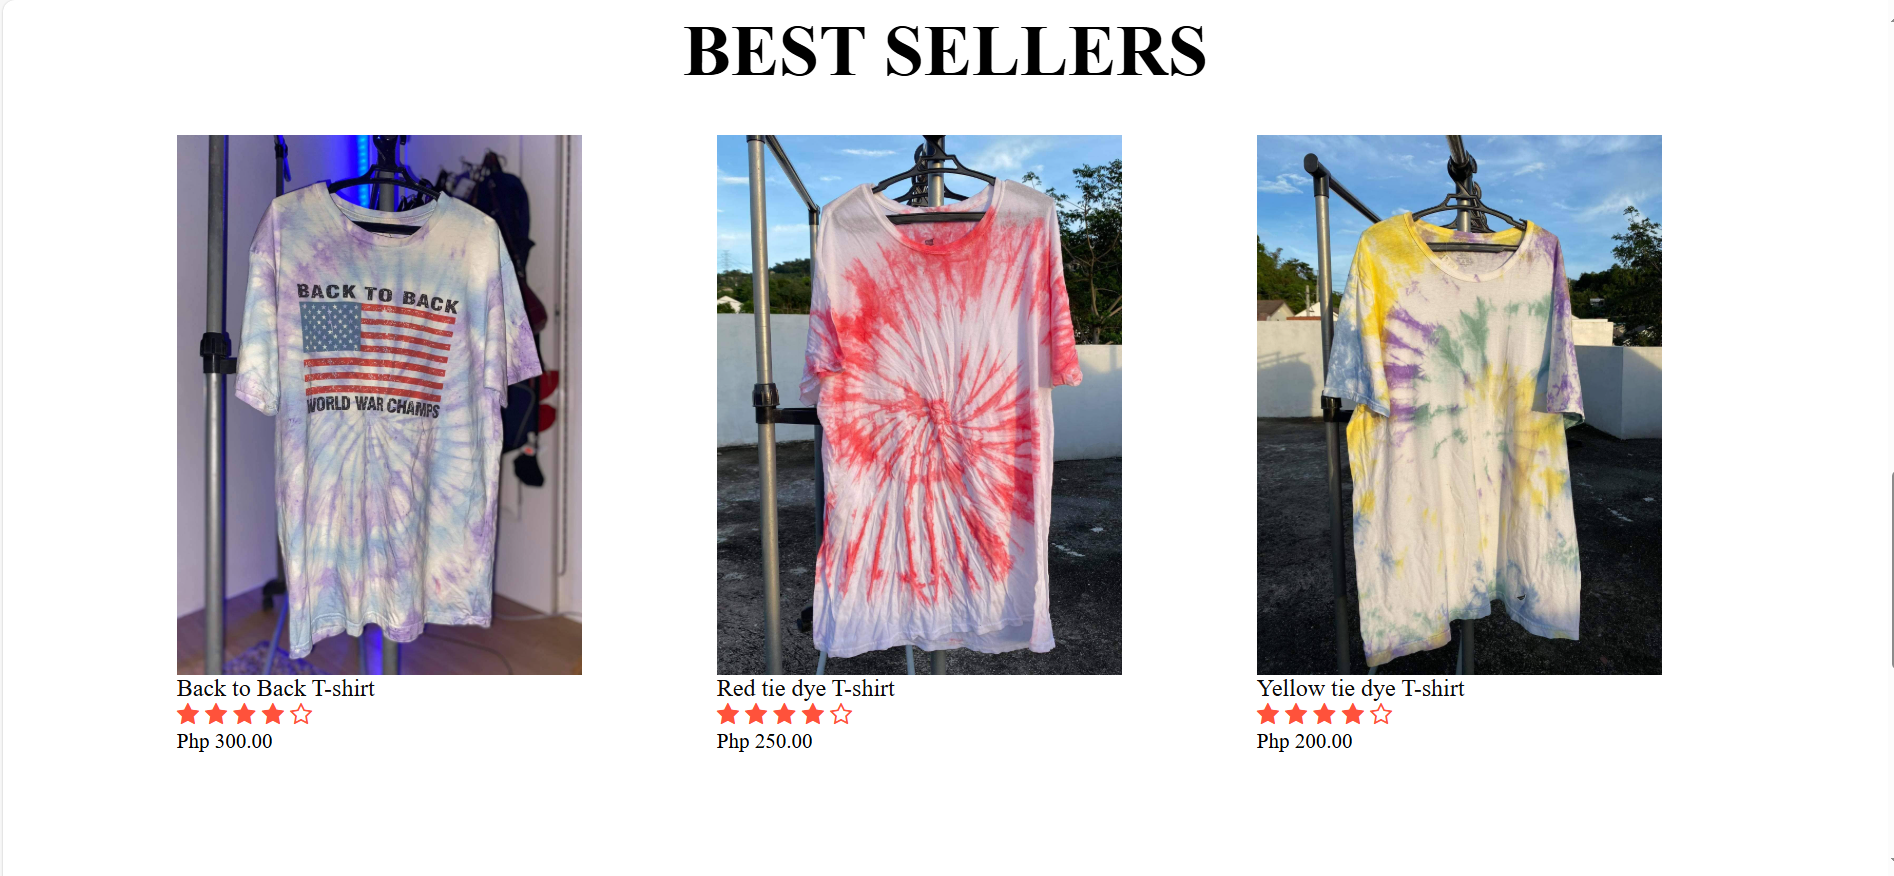 BEST SELLERS
BACK TO BACK
WORLD WAR CHAMPS
Back to Back T-shirt
Php 300.00
Red tie dye T-shirt
Php 250.00
Yellow tie dye T-shirt
Php 200.00